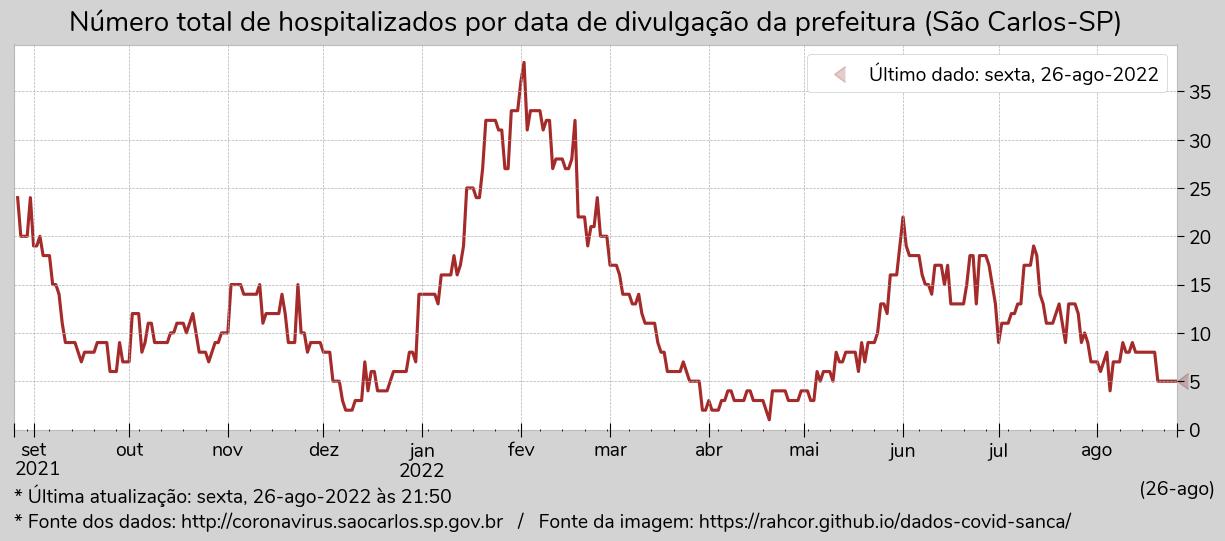 Número total de hospitalizados por data de divulgação da prefeitura (São Carlos-SP)
Último dado: sexta, 26-ago-2022
35
30
25
20
15
10
5
0
set out nov dez jan fev mar abr mai jun jul ago
2021 2022
(26-ago)
* Última atualização: sexta, 26-ago-2022 às 21:50
* Fonte dos dados: http://coronavirus.saocarlos.sp.gov.br / Fonte da imagem: https://rahcor.github.io/dados-covid-sanca/